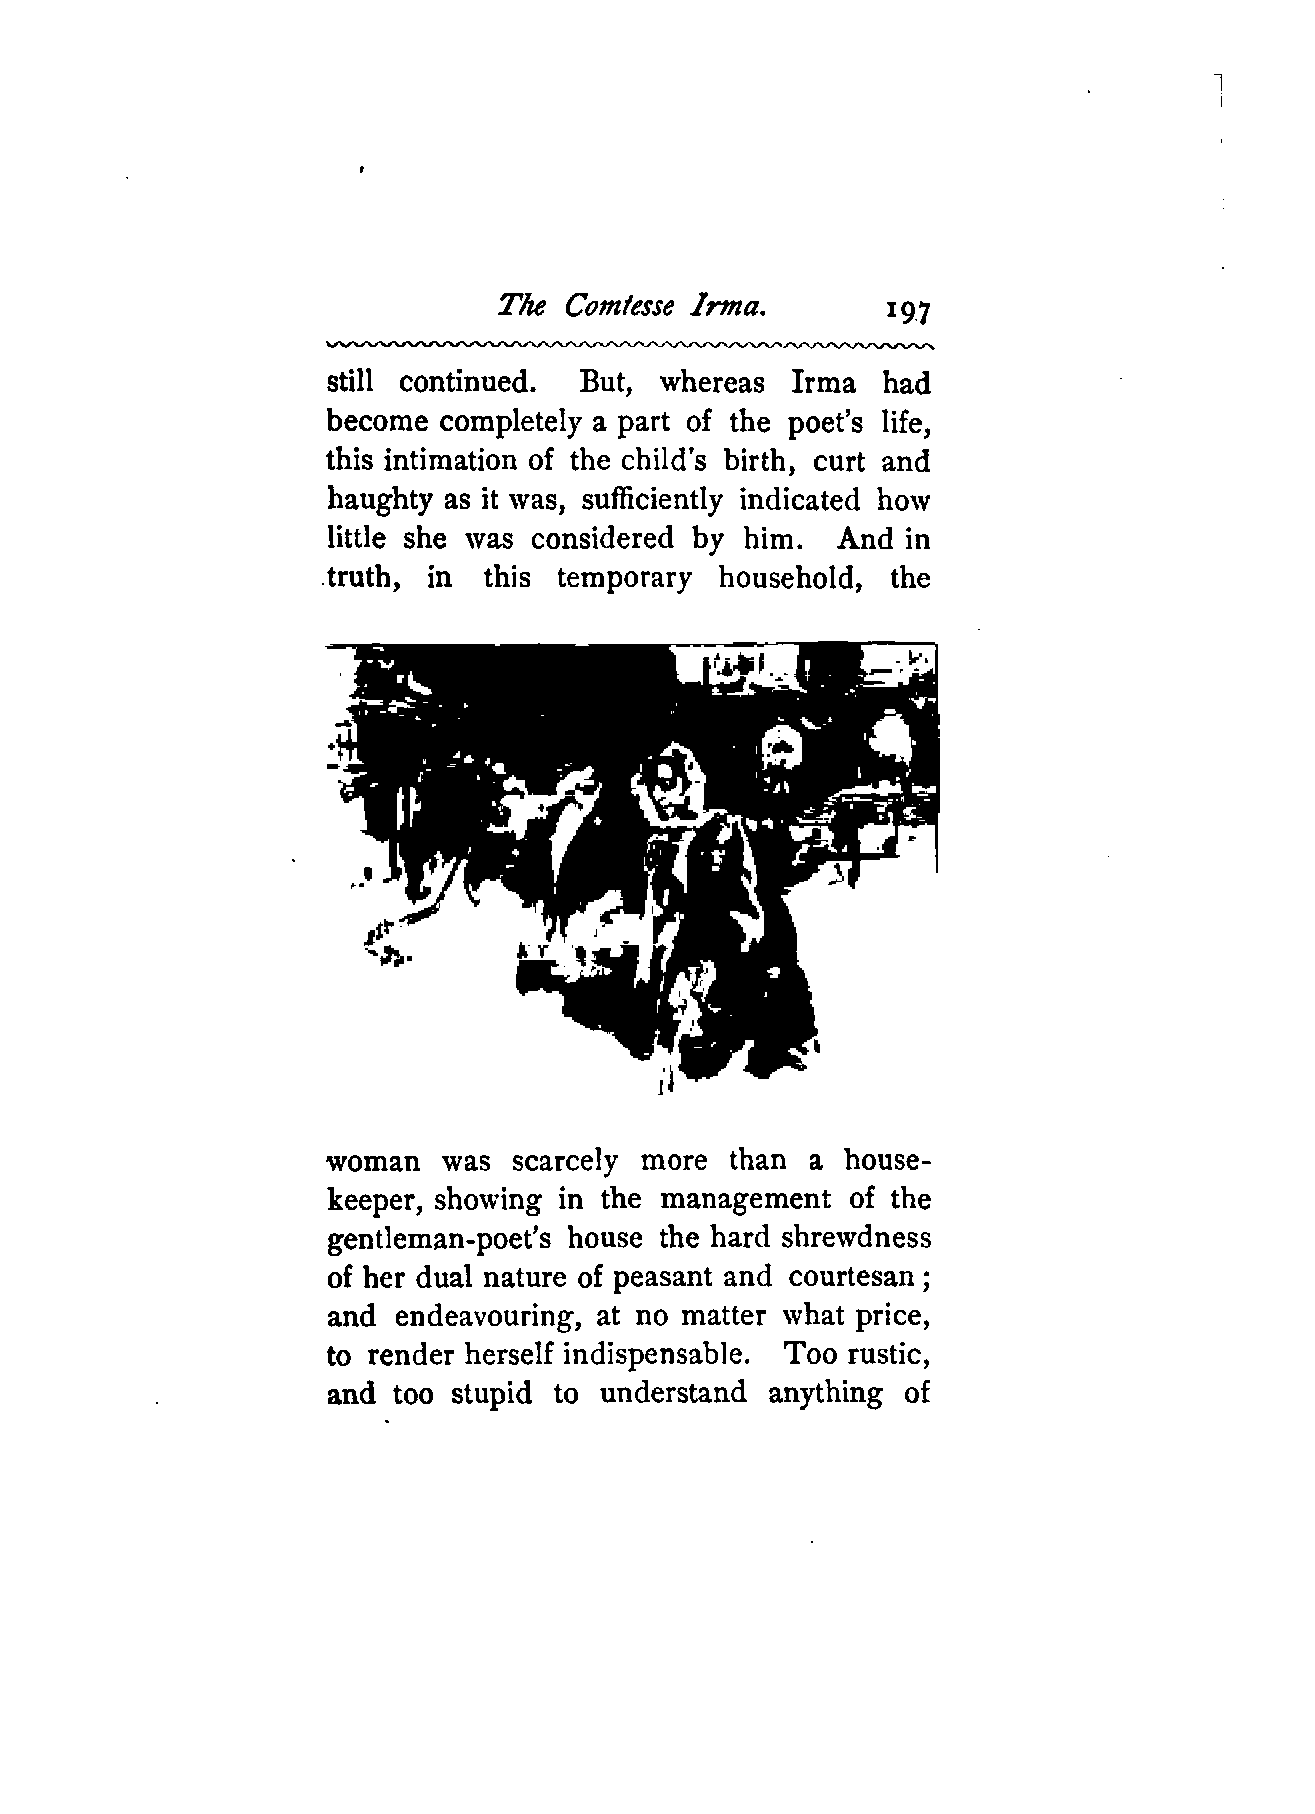 The Comtesse Irma. 197
still continued. But, whereas Irma had
become completely a part of the poet's life,
this intimation of the child's birth, curt and
haughty as it was, sufficiently indicated how
little she was considered by him. And in
truth, in this temporary household, the
woman was scarcely more than a house-
keeper, showing in the management of the
gentleman-poet's house the hard shrewdness
of her dual nature of peasant and courtesan ;
and endeavouring, at no matter what price,
to render herself indispensable. Too rustic,
and too stupid to understand anything of